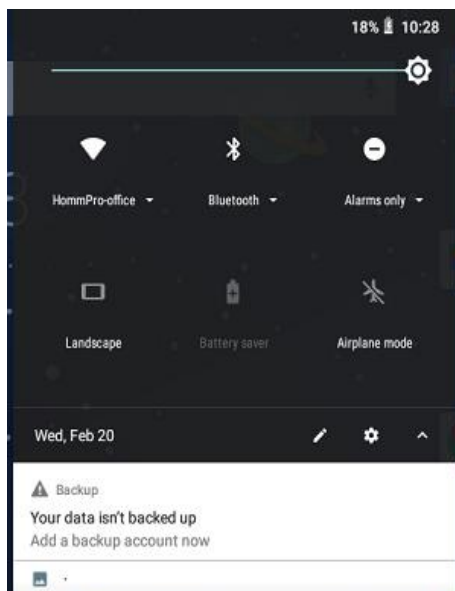 18% 10:28
HommPro-office Bluetooth Alarms only
Landscape Battery saver Airplane mode
Wed, Feb 20
Backup
Your data isn't backed up
Add a backup account now